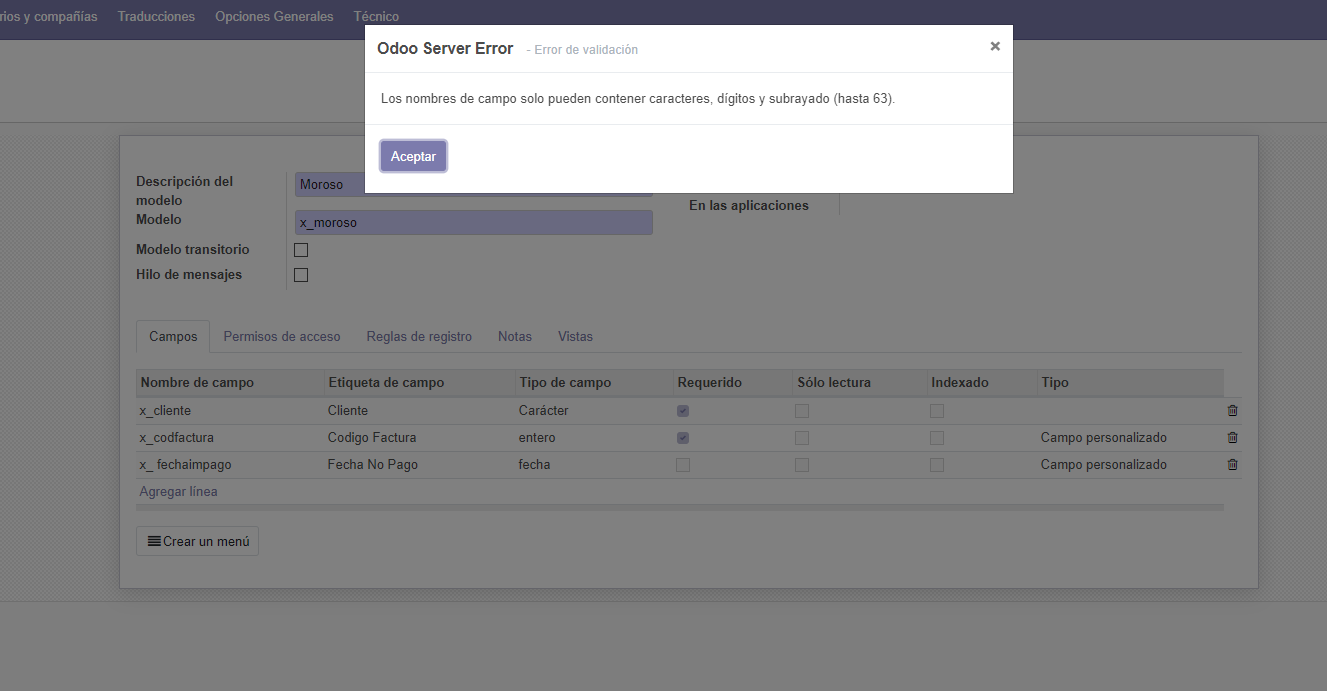 rios y compañías Traducciones Opciones Generales Técnico
Odoo Server Error - Error de validación ×
Los nombres de campo solo pueden contener caracteres, dígitos y subrayado (hasta 63).
Aceptar
Descripción del modelo Moroso
Modelo x_moroso
En las aplicaciones
Modelo transitorio
Hilo de mensajes
Campos Permisos de acceso Reglas de registro Notas Vistas
Nombre de campo Etiqueta de campo Tipo de campo Requerido Sólo lectura Indexado Tipo
x_cliente Cliente Carácter
x_codfactura Codigo Factura entero Campo personalizado
x_ fechaimpago Fecha No Pago fecha Campo personalizado
Agregar línea
Crear un menú